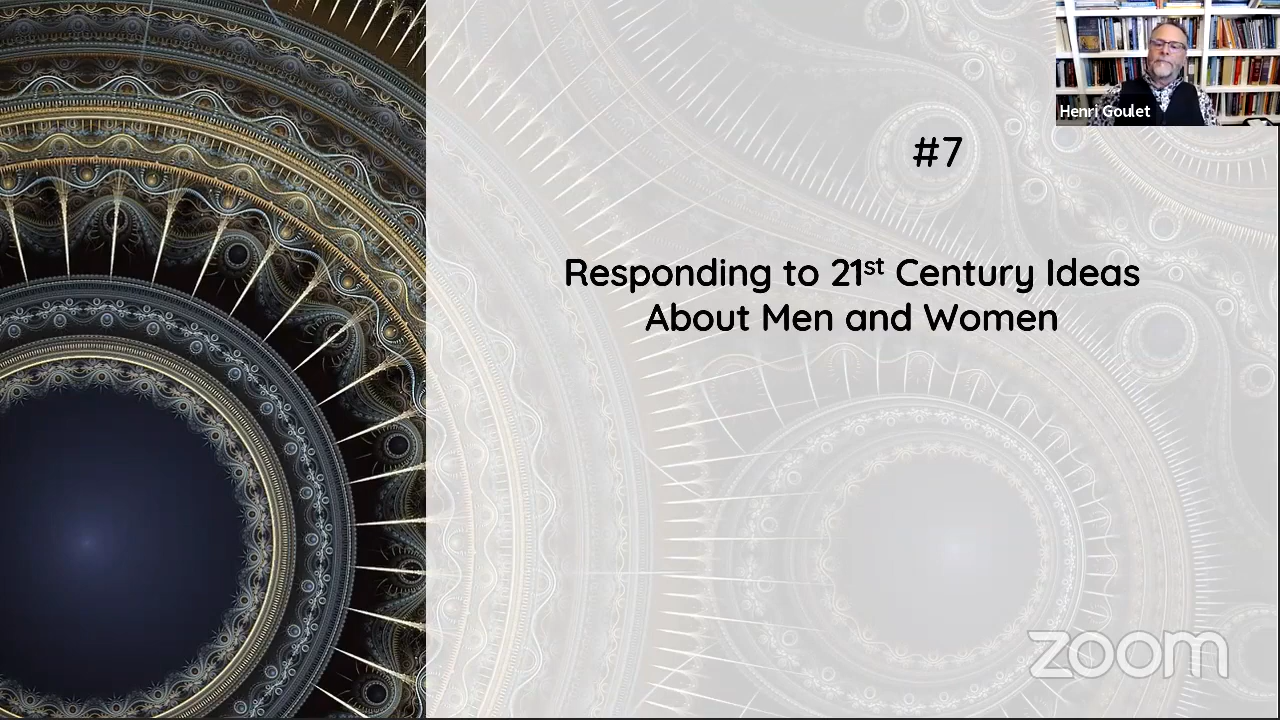 Henri Goulet
#7
Responding to 21st Century Ideas
About Men and Women
zoom